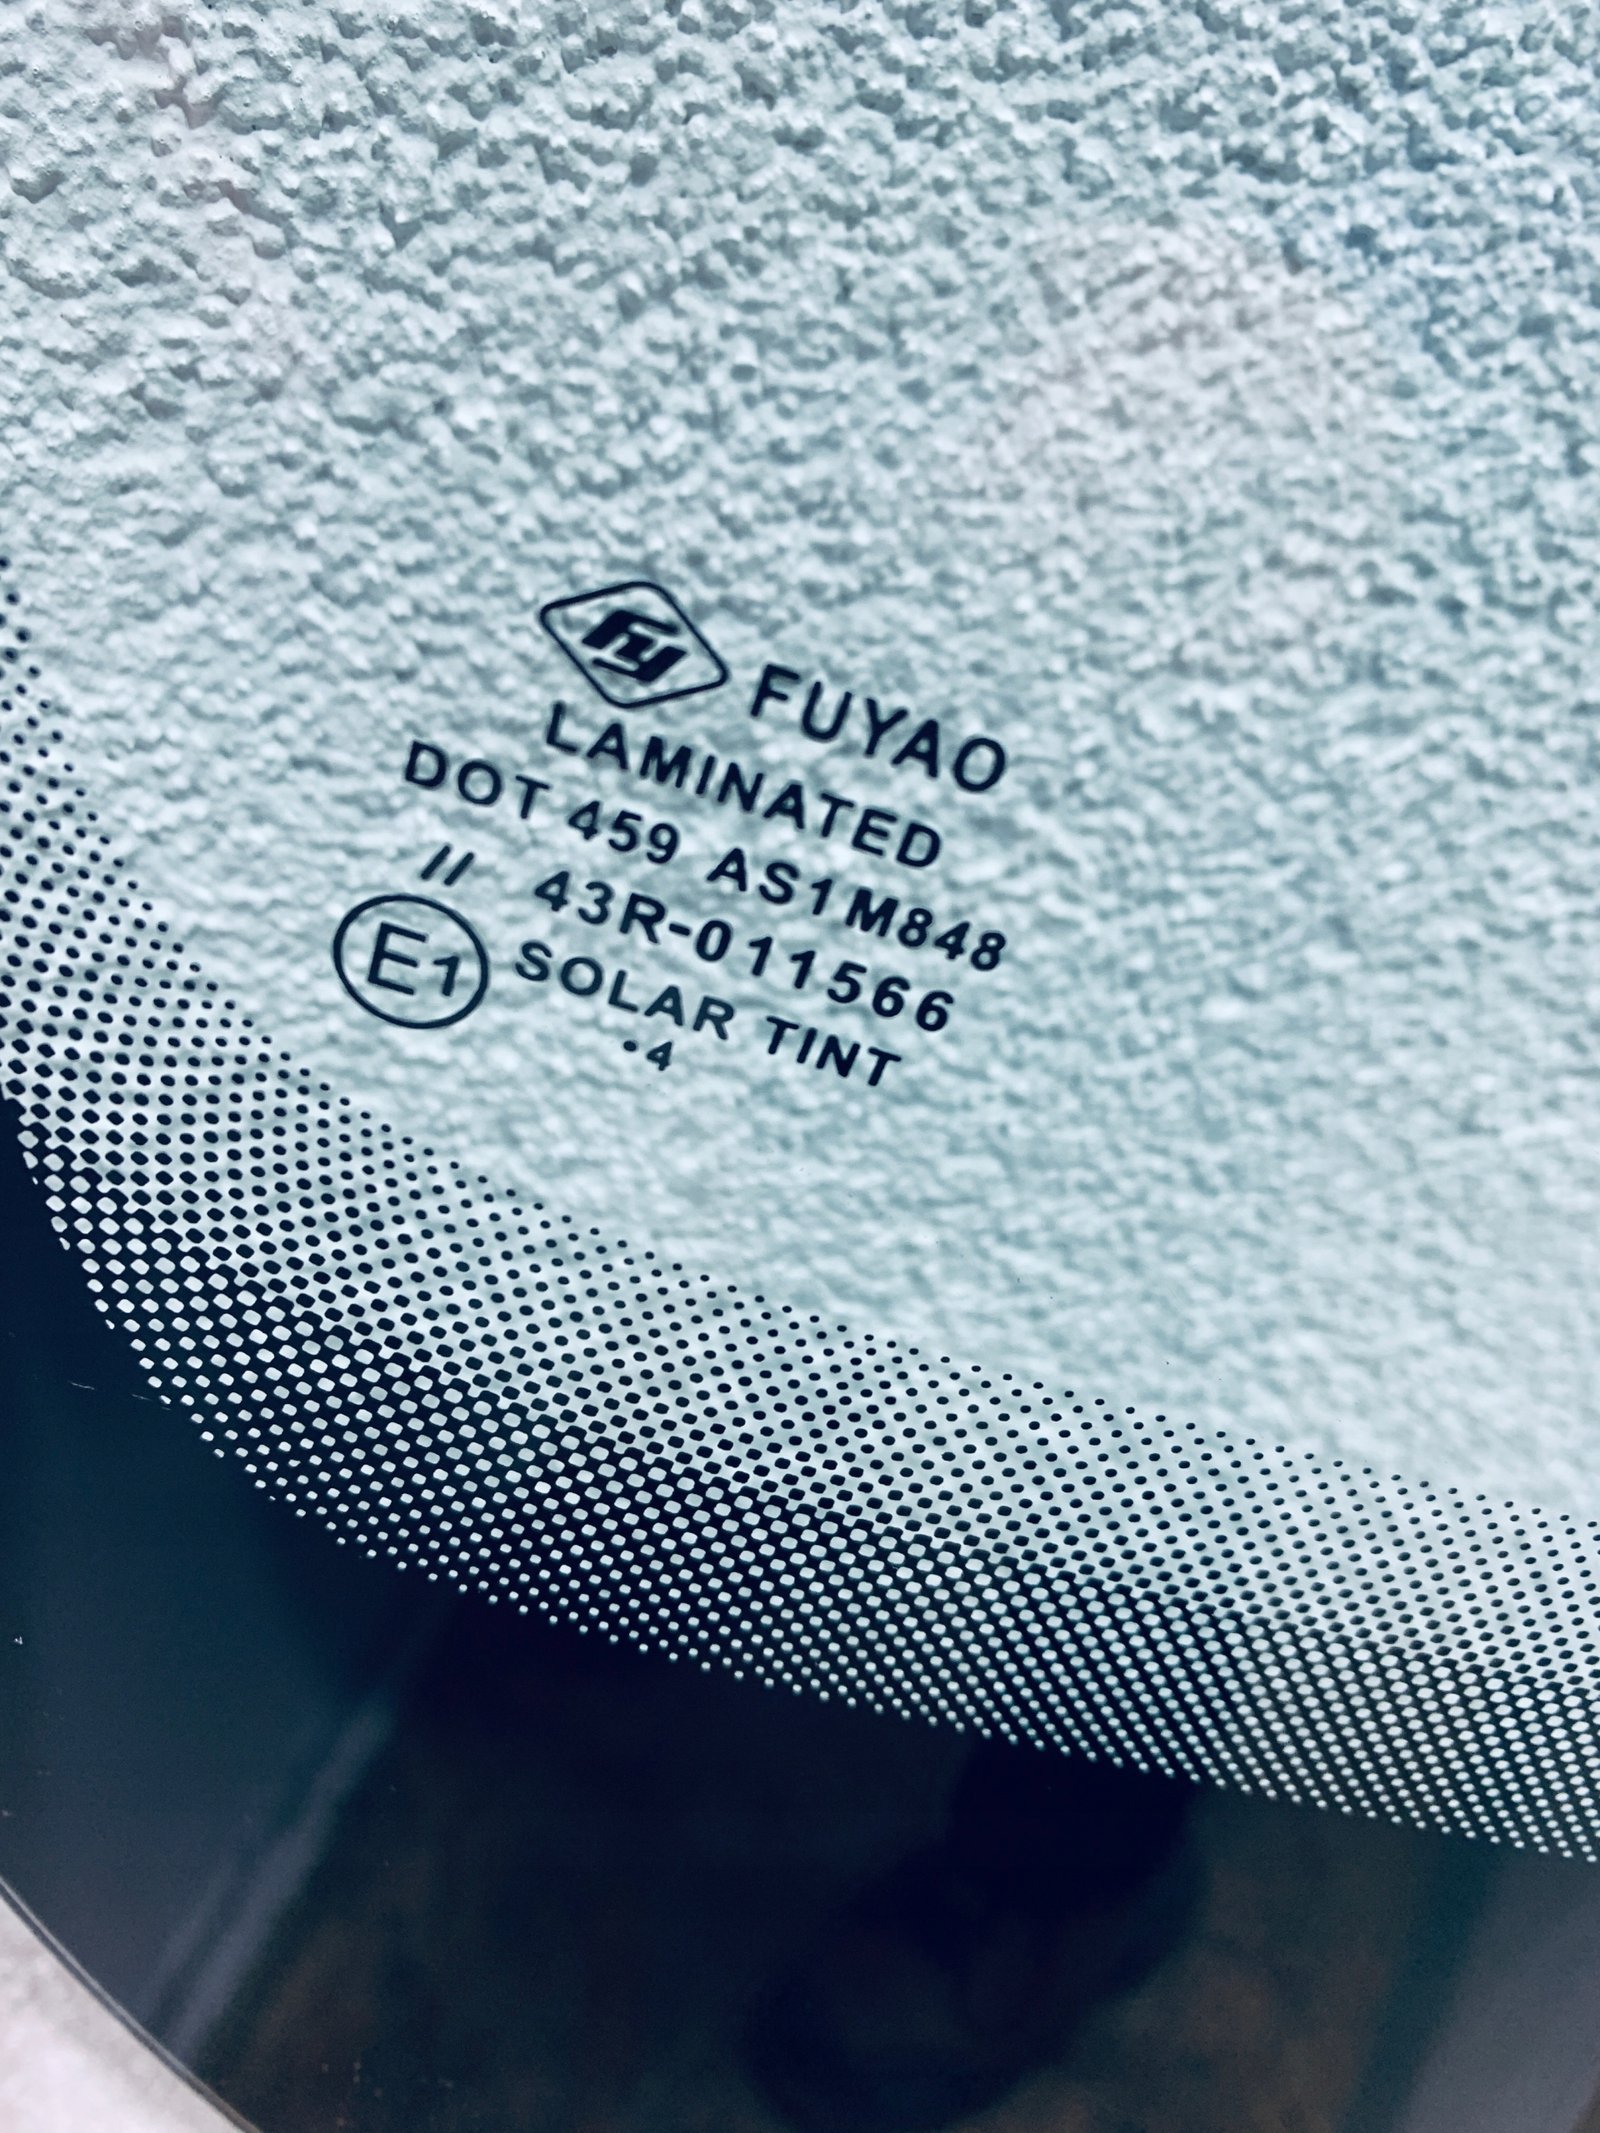 fy FUYAO
LAMINATED
DOT 459 AS1M848
// 43R-011566
E1 SOLAR TINT
•4